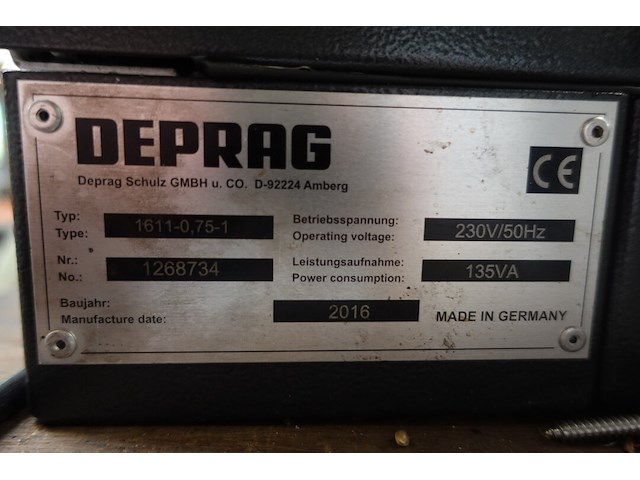 DEPRAG
CE
Deprag Schulz GMBH u. CO. D-92224 Amberg
Typ:
Type:
1611-0,75-1
Betriebsspannung:
Operating voltage:
230V/50Hz
Nr.:
No.:
1268734
Leistungsaufnahme:
Power consumption:
135VA
Baujahr:
Manufacture date:
2016
MADE IN GERMANY